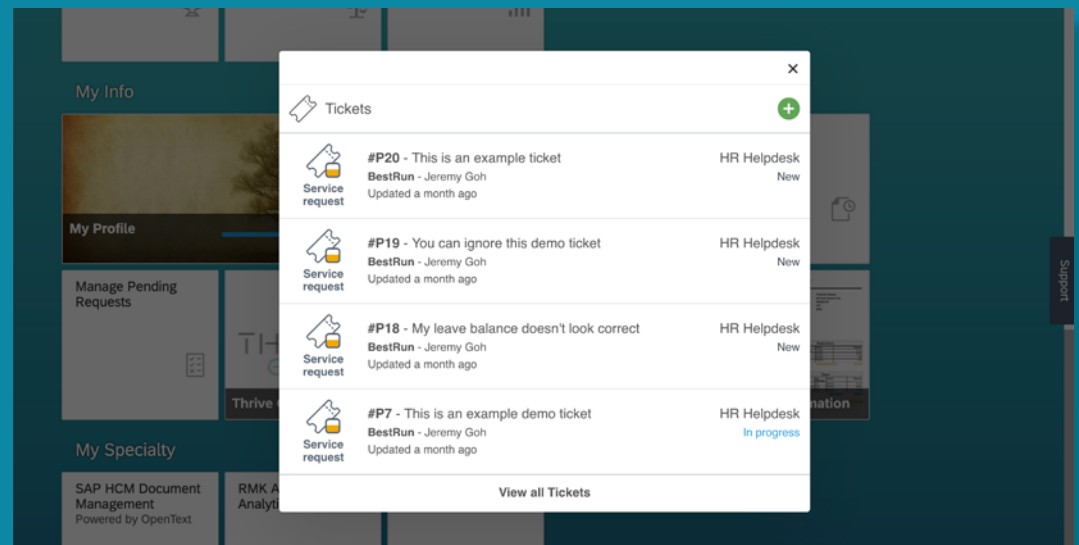 My Info
My Profile
Manage Pending
Requests
TH
Thrive
mation
My Specialty
SAP HCM Document
Management
Powered by OpenText
RMK A
Analyti
Support
×
Tickets
+
Service
request
#P20 - This is an example ticket
BestRun - Jeremy Goh
Updated a month ago
HR Helpdesk
New
Service
request
#P19 - You can ignore this demo ticket
BestRun - Jeremy Goh
Updated a month ago
HR Helpdesk
New
Service
request
#P18 - My leave balance doesn't look correct
BestRun - Jeremy Goh
Updated a month ago
HR Helpdesk
New
Service
request
#P7 - This is an example demo ticket
BestRun - Jeremy Goh
Updated a month ago
HR Helpdesk
In progress
View all Tickets